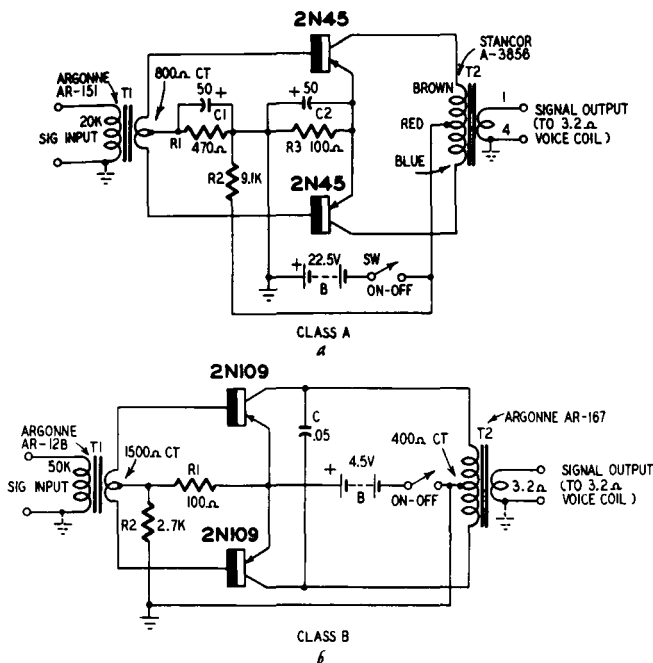 2N45
STANCOR
A-3856
ARGONNE
AR-151
T1
800Ω CT
50 +
C1
+ 50
C2
BROWN
T2
1
20K
SIG INPUT
RED
SIGNAL OUTPUT
(TO 3.2Ω
VOICE COIL)
4
R1
470Ω
R3 100Ω
BLUE
R2
9.1K
2N45
+ 22.5V
SW
B
ON-OFF
CLASS A
a
2N109
ARGONNE
AR-12B
T1
1500Ω CT
50K
SIG INPUT
R1
100Ω
C
.05
+
4.5V
B
ON-OFF
400Ω CT
T2
ARGONNE AR-167
3.2Ω
SIGNAL OUTPUT
(TO 3.2Ω
VOICE COIL)
R2
2.7K
2N109
CLASS B
b